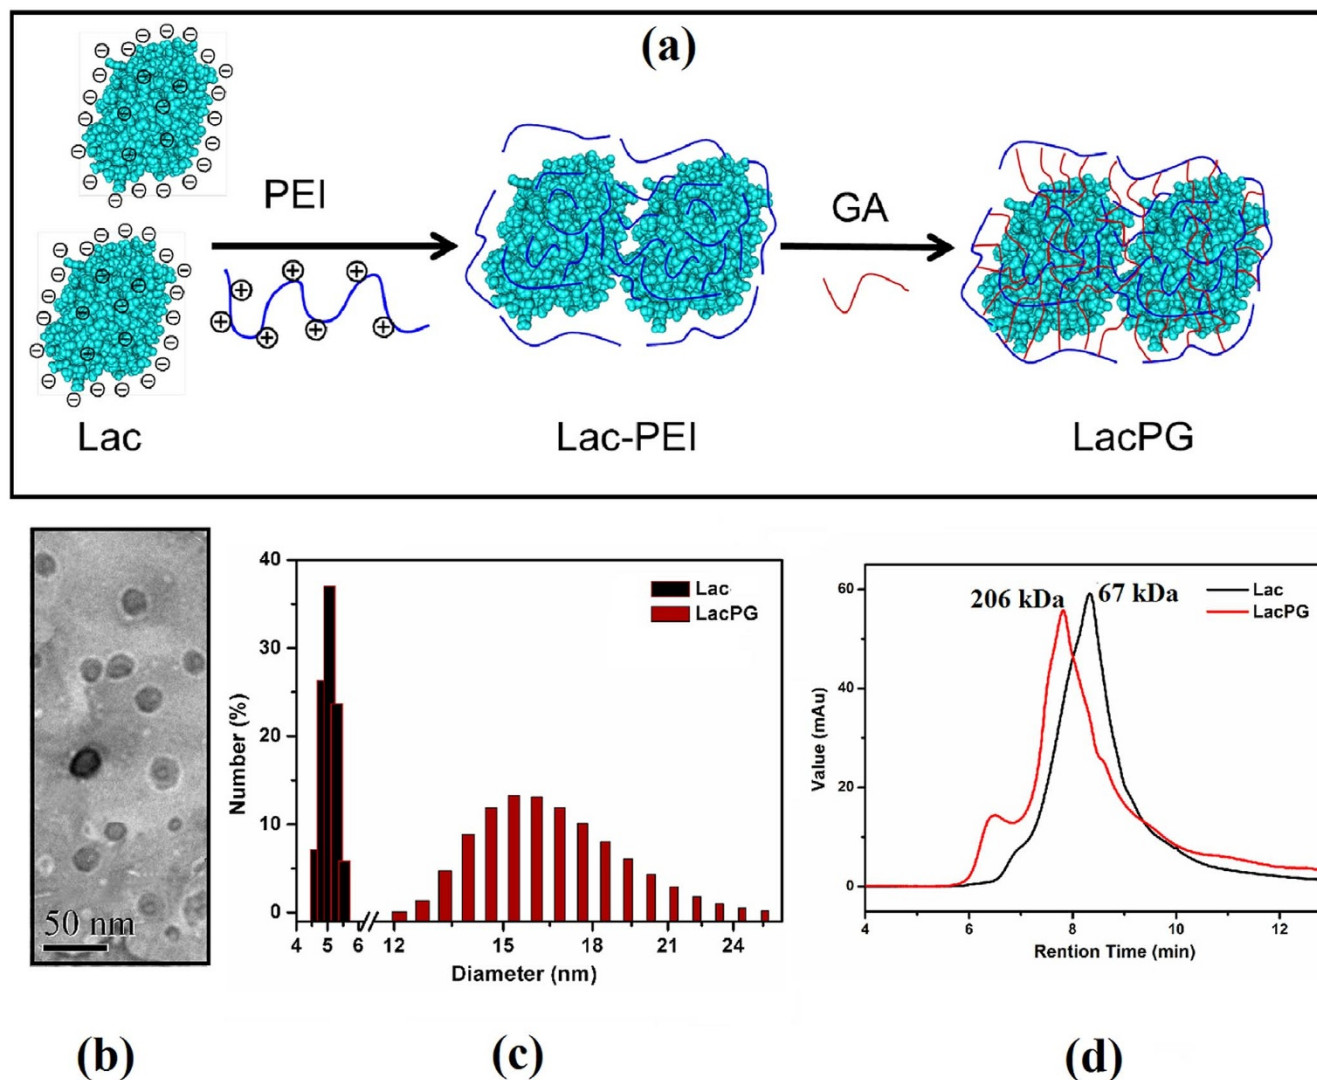 (a)
PEI
GA
Lac
Lac-PEI
LacPG
50 nm
(b)
40
30
20
10
0
Number (%)
Lac
LacPG
4 5 6 12 15 18 21 24
Diameter (nm)
(c)
60
40
20
0
Value (mAu)
206 kDa
67 kDa
Lac
LacPG
4 6 8 10 12
Rention Time (min)
(d)